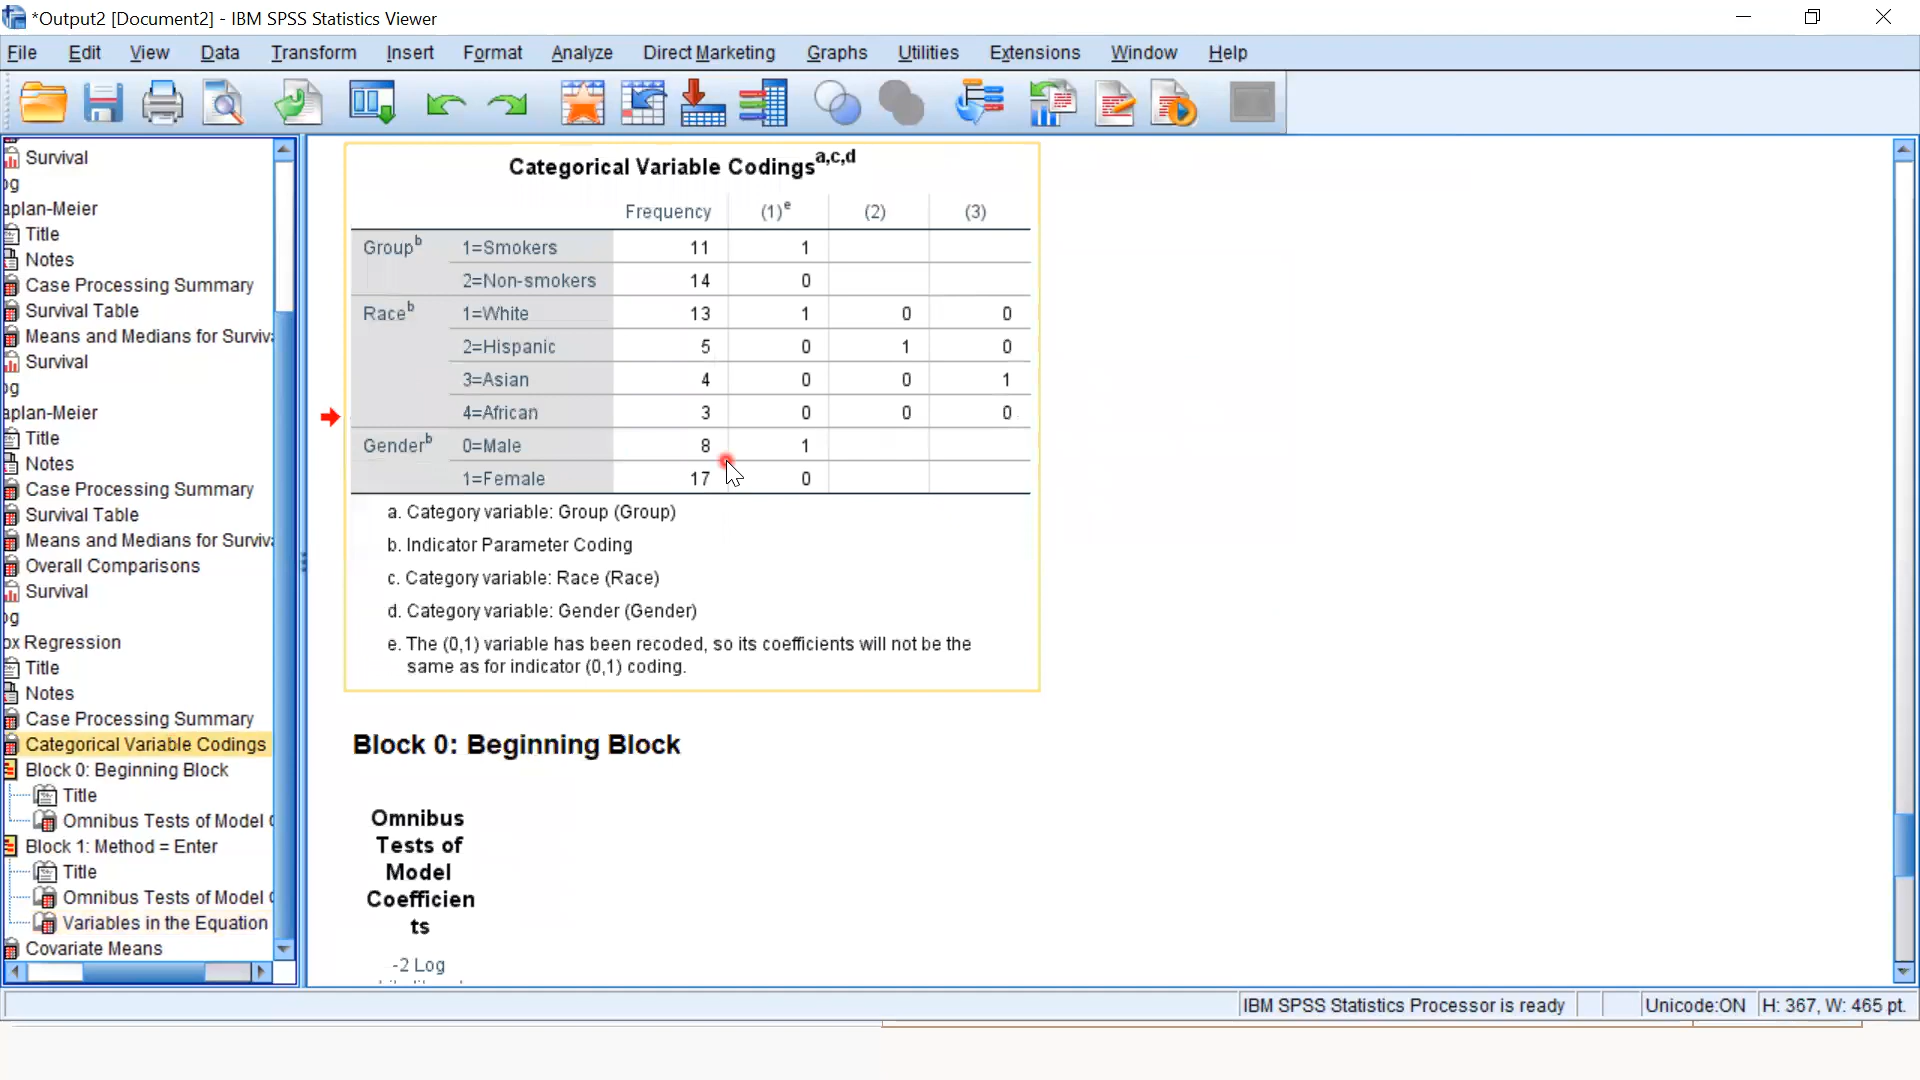 *Output2 [Document2] - IBM SPSS Statistics Viewer
File Edit View Data Transform Insert Format Analyze Direct Marketing Graphs Utilities Extensions Window Help
Survival
og
aplan-Meier
Title
Notes
Case Processing Summary
Survival Table
Means and Medians for Surviv
Survival
og
aplan-Meier
Title
Notes
Case Processing Summary
Survival Table
Means and Medians for Surviv
Overall Comparisons
Survival
og
ox Regression
Title
Notes
Case Processing Summary
Categorical Variable Codings
Block 0: Beginning Block
Title
Omnibus Tests of Model
Block 1: Method = Enter
Title
Omnibus Tests of Model
Variables in the Equation
Covariate Means
Categorical Variable Codings a,c,d
Frequency (1) e (2) (3)
Group b 1=Smokers 11 1
2=Non-smokers 14 0
Race b 1=White 13 1 0 0
2=Hispanic 5 0 1 0
3=Asian 4 0 0 1
4=African 3 0 0 0
Gender b 0=Male 8 1
1=Female 17 0
a. Category variable: Group (Group)
b. Indicator Parameter Coding
c. Category variable: Race (Race)
d. Category variable: Gender (Gender)
e. The (0,1) variable has been recoded, so its coefficients will not be the
same as for indicator (0,1) coding.
Block 0: Beginning Block
Omnibus
Tests of
Model
Coefficien
ts
-2 Log
IBM SPSS Statistics Processor is ready Unicode:ON H: 367, W: 465 pt.